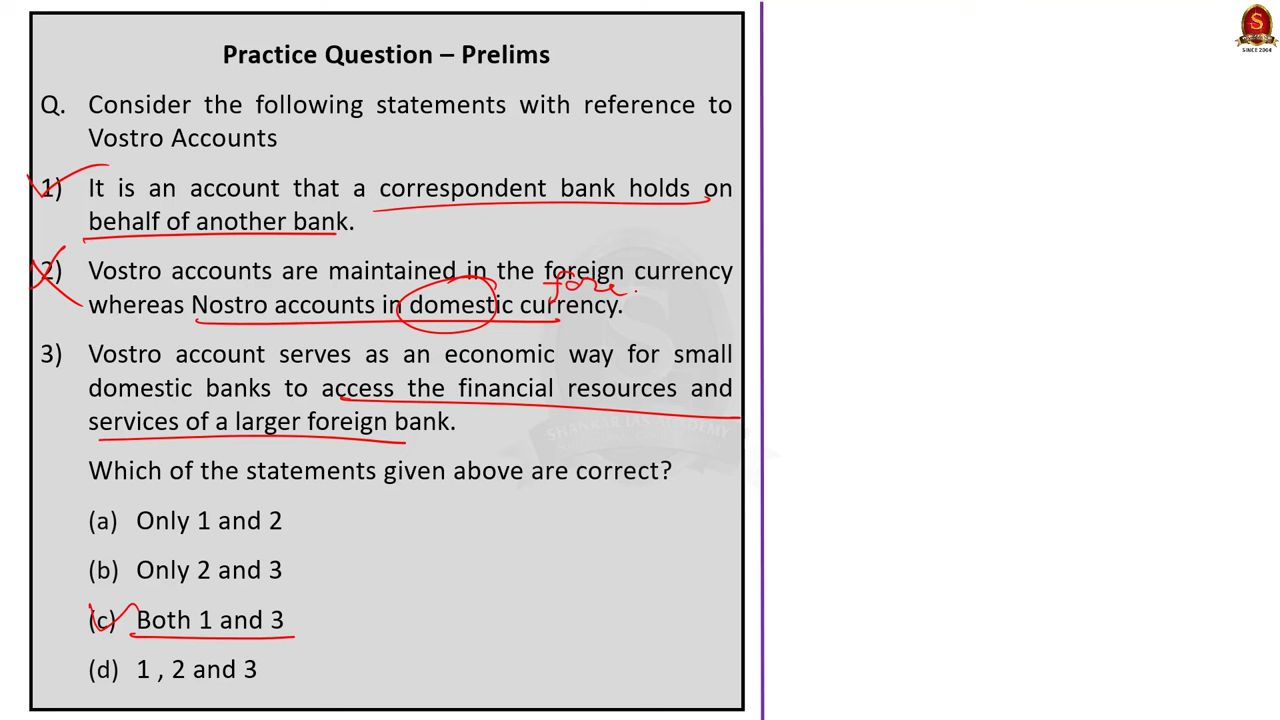 Practice Question – Prelims
Q. Consider the following statements with reference to
Vostro Accounts
1) It is an account that a correspondent bank holds on
behalf of another bank.
2) Vostro accounts are maintained in the foreign currency
whereas Nostro accounts in domestic currency.
3) Vostro account serves as an economic way for small
domestic banks to access the financial resources and
services of a larger foreign bank.
Which of the statements given above are correct?
(a) Only 1 and 2
(b) Only 2 and 3
(c) Both 1 and 3
(d) 1 , 2 and 3
S
SINCE 2004